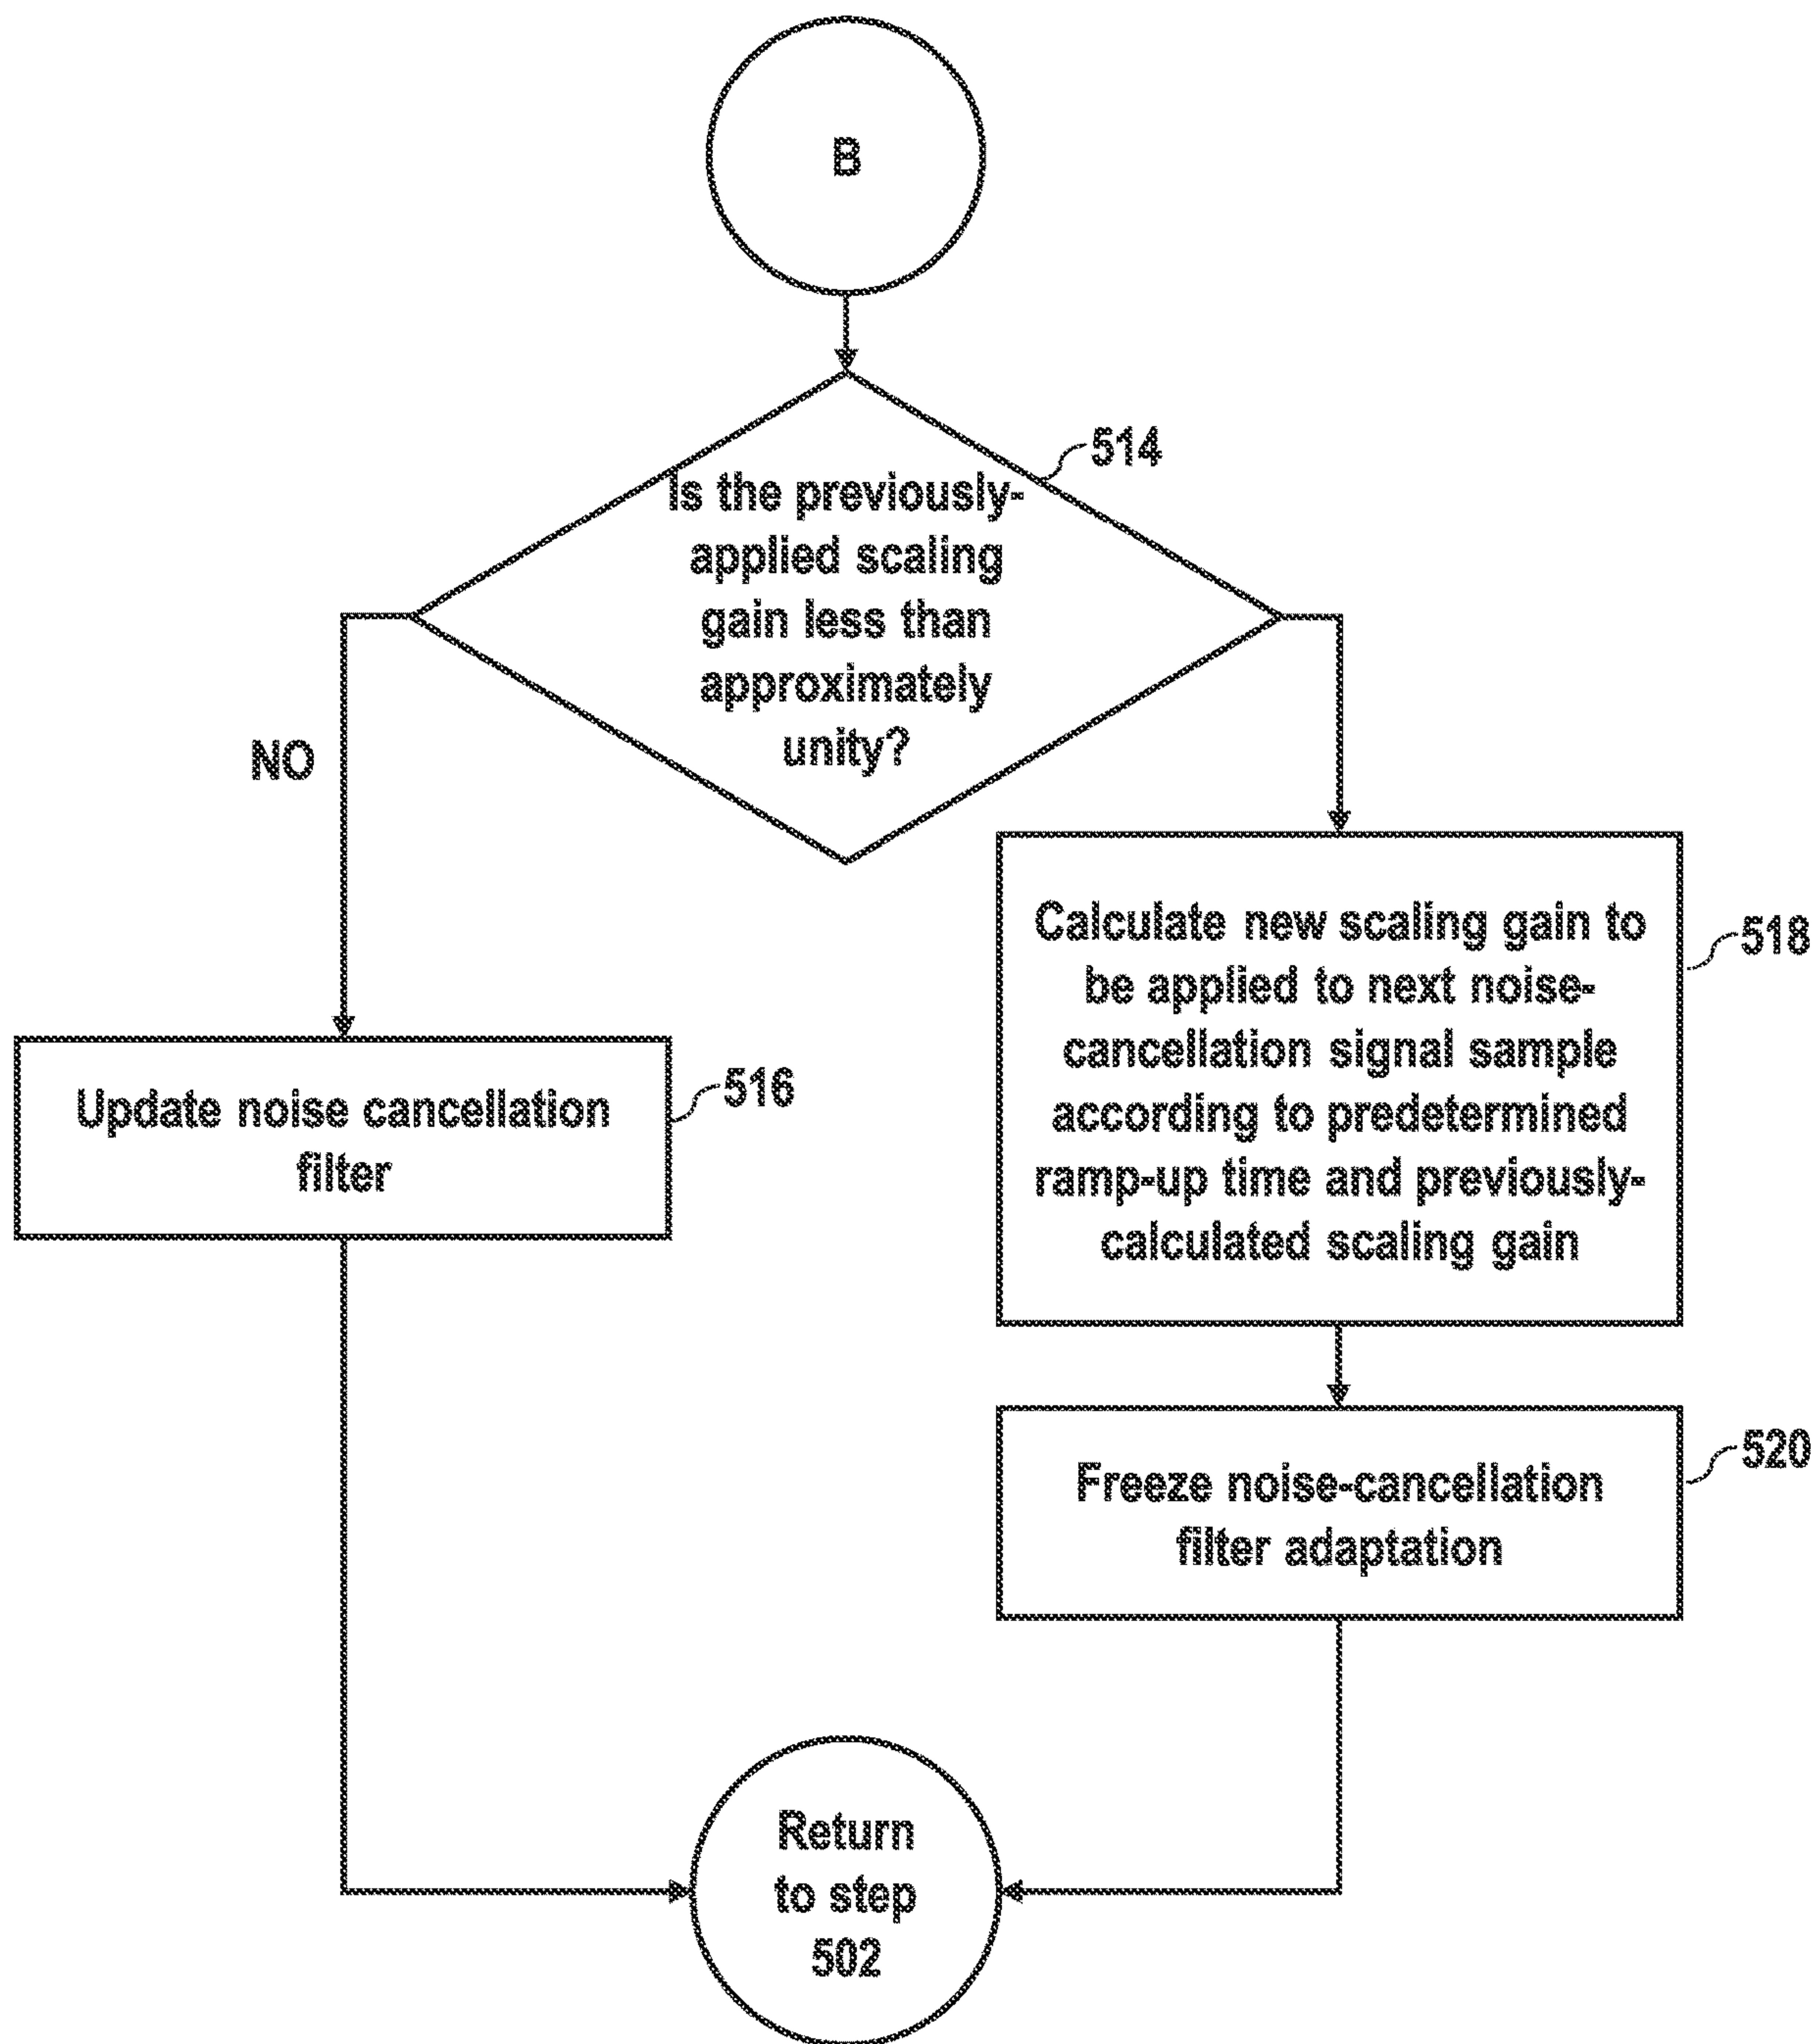 B
514
Is the previously-
applied scaling
gain less than
approximately
unity?
NO
518
Calculate new scaling gain to
be applied to next noise-
cancellation signal sample
according to predetermined
ramp-up time and previously-
calculated scaling gain
516
Update noise cancellation
filter
520
Freeze noise-cancellation
filter adaptation
Return
to step
502